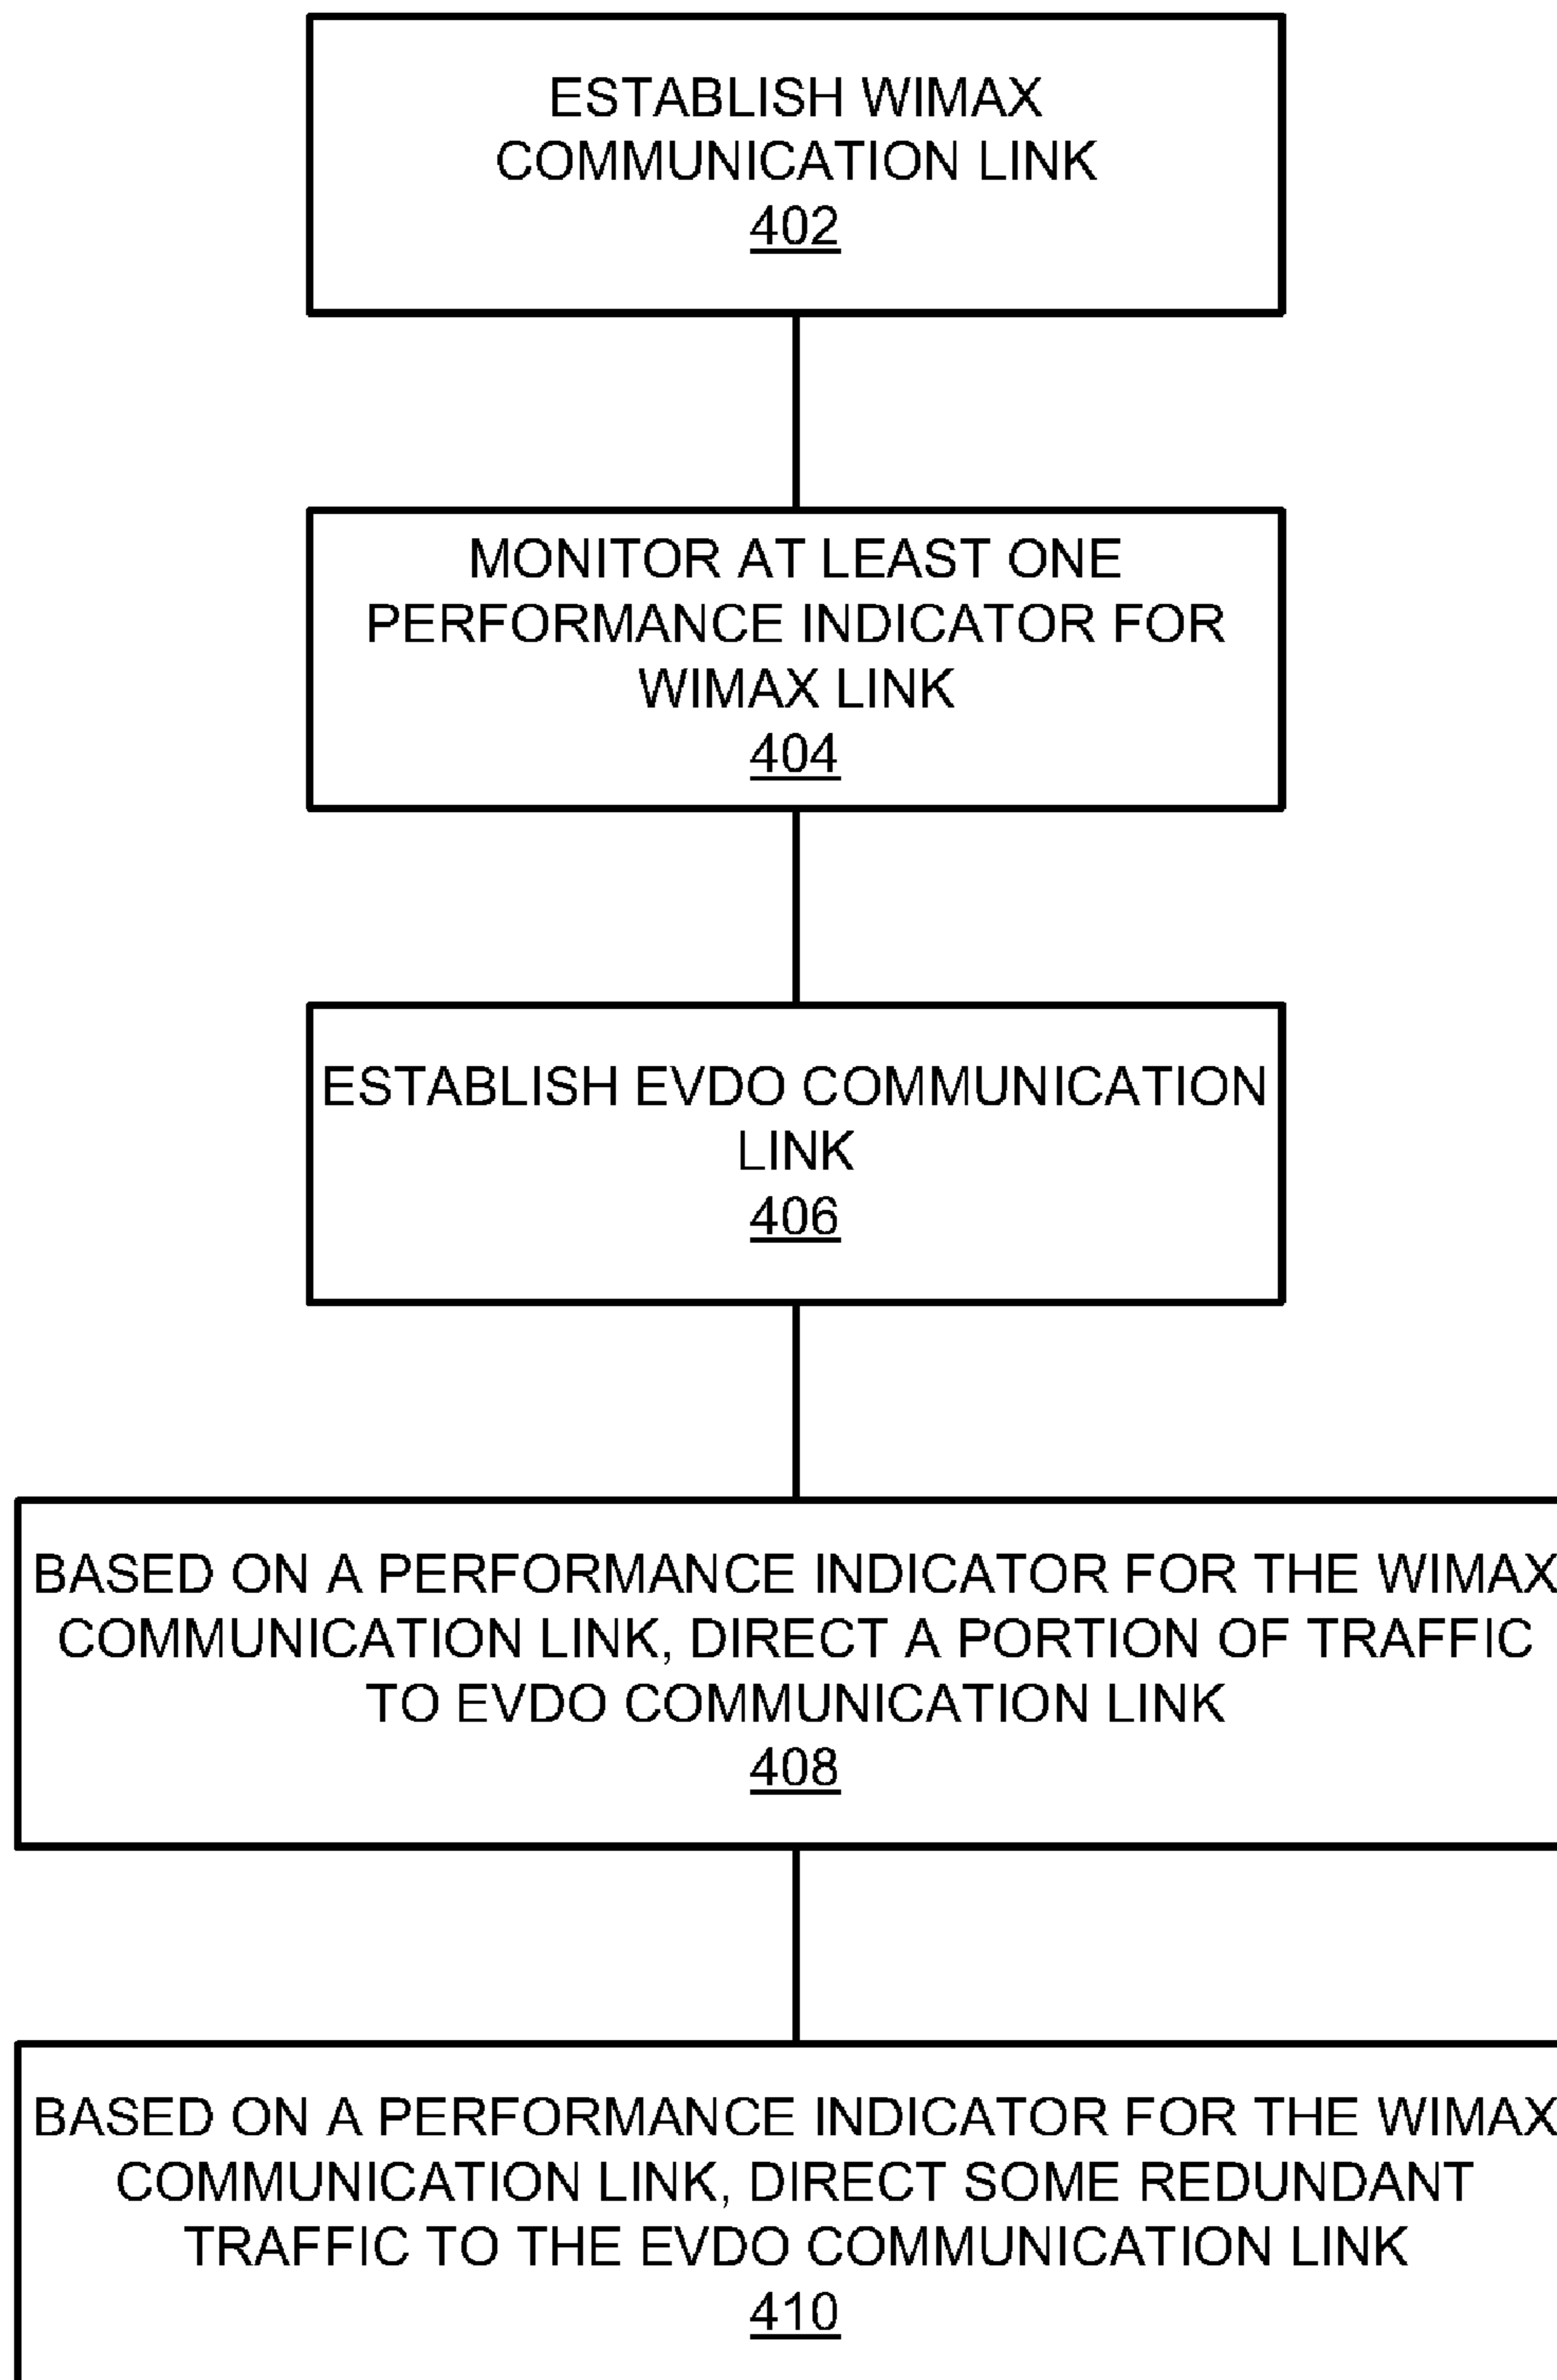 ESTABLISH WIMAX
COMMUNICATION LINK
402
MONITOR AT LEAST ONE
PERFORMANCE INDICATOR FOR
WIMAX LINK
404
ESTABLISH EVDO COMMUNICATION
LINK
406
BASED ON A PERFORMANCE INDICATOR FOR THE WIMAX
COMMUNICATION LINK, DIRECT A PORTION OF TRAFFIC
TO EVDO COMMUNICATION LINK
408
BASED ON A PERFORMANCE INDICATOR FOR THE WIMAX
COMMUNICATION LINK, DIRECT SOME REDUNDANT
TRAFFIC TO THE EVDO COMMUNICATION LINK
410